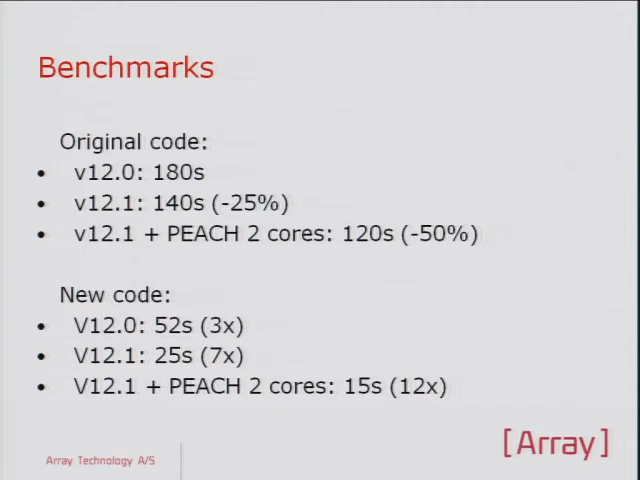 Benchmarks
Original code:
• v12.0: 180s
• v12.1: 140s (-25%)
• v12.1 + PEACH 2 cores: 120s (-50%)
New code:
• V12.0: 52s (3x)
• V12.1: 25s (7x)
• V12.1 + PEACH 2 cores: 15s (12x)
Array Technology A/S
[Array]